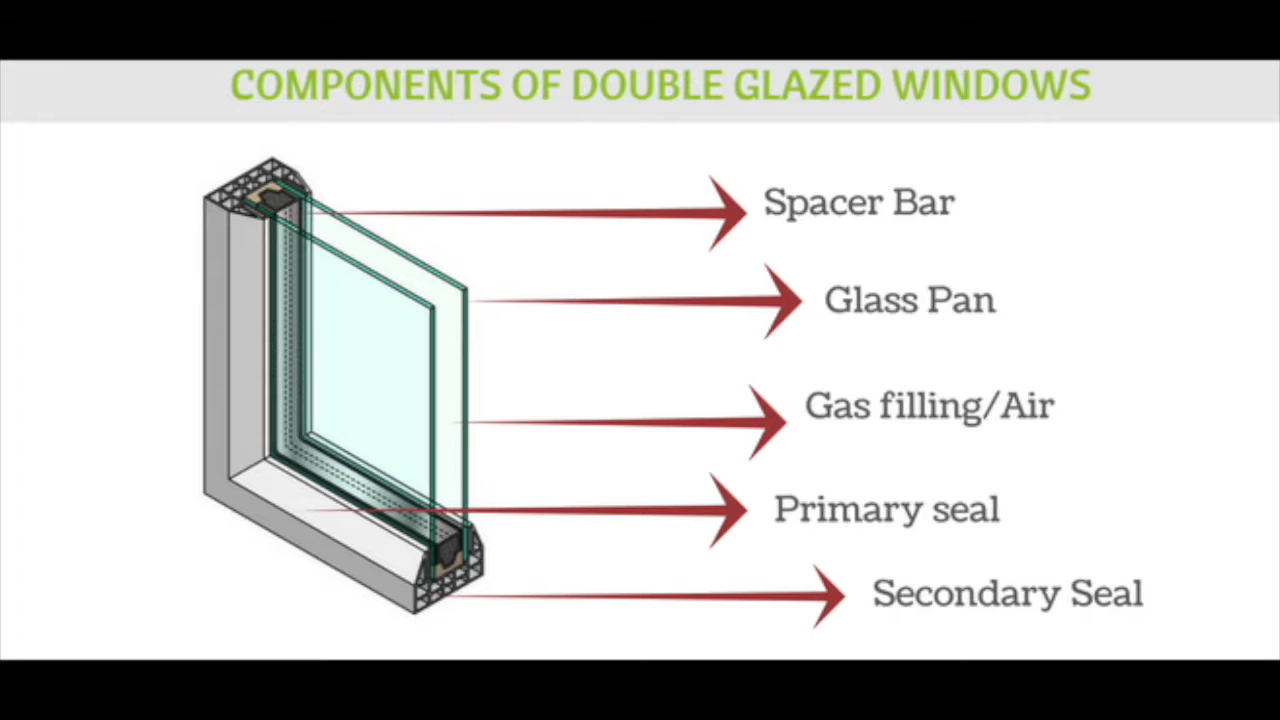 COMPONENTS OF DOUBLE GLAZED WINDOWS
Spacer Bar
Glass Pan
Gas filling/Air
Primary seal
Secondary Seal